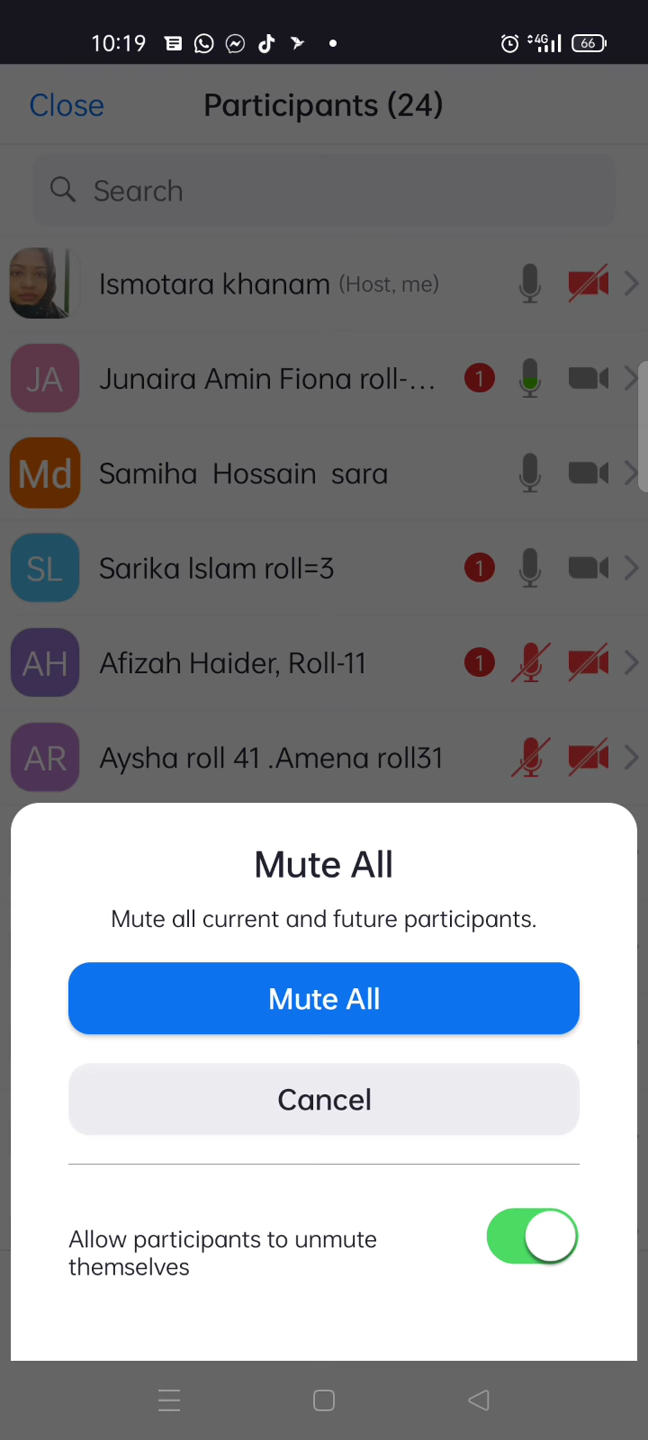 10:19 4G 66
Close Participants (24)
Search
Ismotara khanam (Host, me)
JA Junaira Amin Fiona roll-... 1
Md Samiha Hossain sara
SL Sarika Islam roll=3 1
AH Afizah Haider, Roll-11 1
AR Aysha roll 41 .Amena roll31
Mute All
Mute all current and future participants.
Mute All
Cancel
Allow participants to unmute
themselves